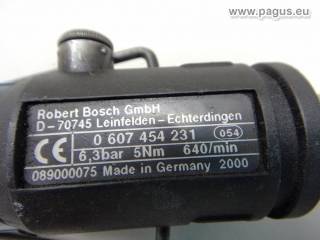 © www.pagus.eu
Robert Bosch GmbH
D-70745 Leinfelden-Echterdingen
CE 0 607 454 231 054
6,3bar 5Nm 640/min
089000075 Made in Germany 2000